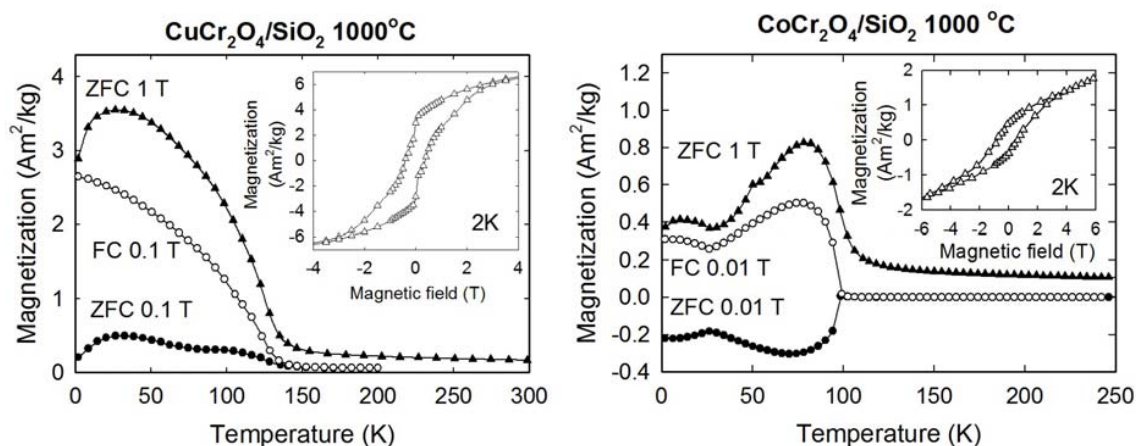 CuCr₂O₄/SiO₂ 1000°C
Magnetization (Am²/kg)
4
3
2
1
0
0 50 100 150 200 250 300
Temperature (K)
ZFC 1 T
FC 0.1 T
ZFC 0.1 T
Magnetization
(Am²/kg)
6
4
2
0
-2
-4
-6
-4 -2 0 2 4
2K
Magnetic field (T)
CoCr₂O₄/SiO₂ 1000 °C
Magnetization (Am²/kg)
1.2
1.0
0.8
0.6
0.4
0.2
0.0
-0.2
-0.4
0 50 100 150 200 250
Temperature (K)
ZFC 1 T
FC 0.01 T
ZFC 0.01 T
Magnetization
(Am²/kg)
2
1
0
-1
-2
-6 -4 -2 0 2 4 6
2K
Magnetic field (T)